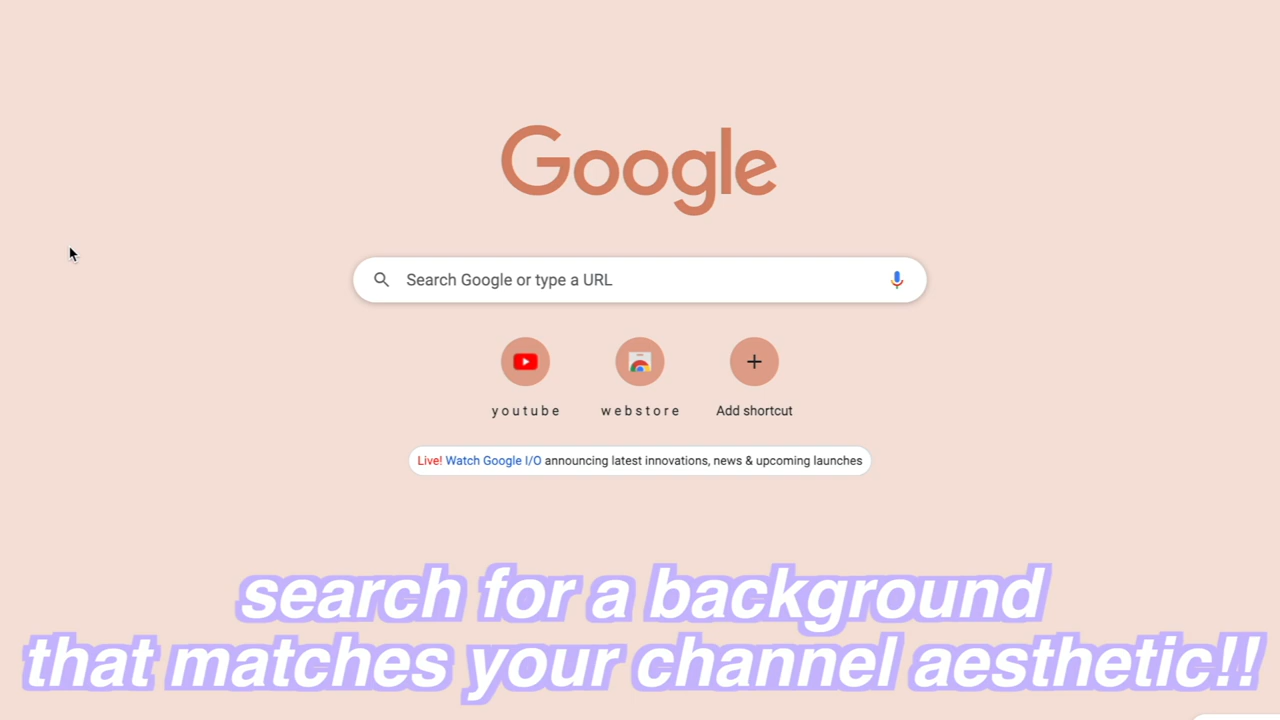 Google
Search Google or type a URL
youtube webstore Add shortcut
Live! Watch Google I/O announcing latest innovations, news & upcoming launches
search for a background
that matches your channel aesthetic!!